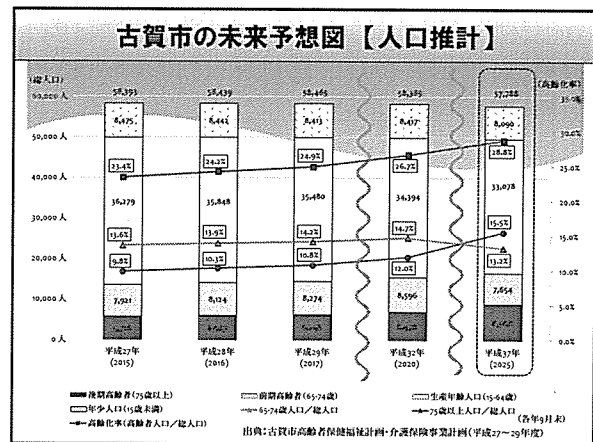 古賀市の未来予想図【人口推計】
(総人口)
(高齢化率)
58,393 58,439 58,465 58,385 57,788
60,000人 35.0%
8,475 8,442 8,413 8,417 8,090
50,000人 30.0%
23.4% 24.2% 24.9% 26.7% 28.8%
40,000人 25.0%
36,279 35,848 35,480 34,394 33,078
30,000人 20.0%
13.6% 13.9% 14.2% 14.7% 15.5%
20,000人 15.0%
9.8% 10.3% 10.8% 12.0% 13.2%
10,000人 10.0%
7,921 8,124 8,274 8,596 7,654
5.0%
0人 0.0%
平成27年 平成28年 平成29年 平成32年 平成37年
(2015) (2016) (2017) (2020) (2025)
後期高齢者(75歳以上) 前期高齢者(65-74歳) 生産年齢人口(15-64歳)
年少人口(15歳未満) 65-74歳人口/総人口 75歳以上人口/総人口
高齢化率(高齢者人口/総人口)
(各年9月末)
出典:古賀市高齢者保健福祉計画・介護保険事業計画(平成27~29年度)